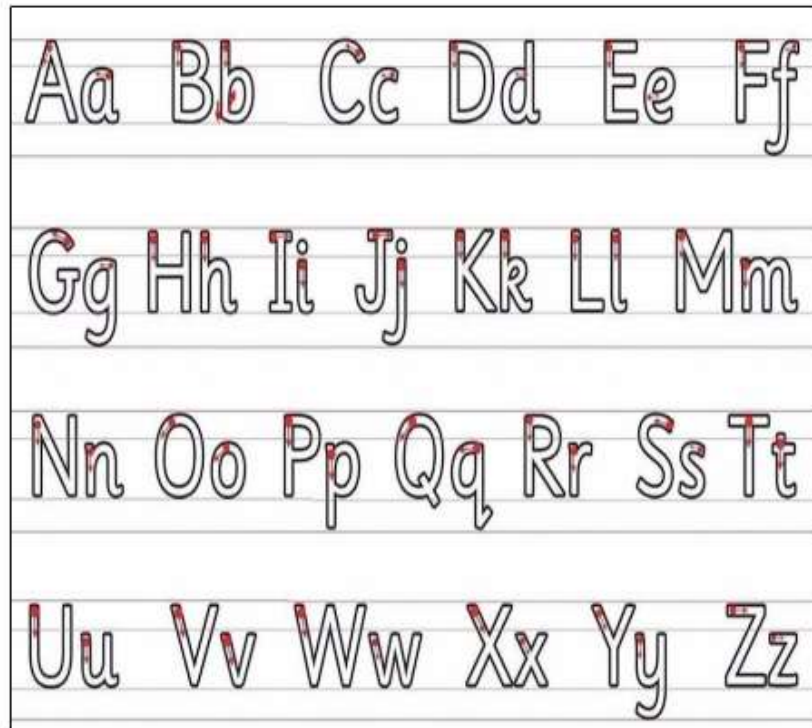 Aa Bb Cc Dd Ee Ff
Gg Hh Ii Jj Kk Ll Mm
Nn Oo Pp Qq Rr Ss Tt
Uu Vv Ww Xx Yy Zz